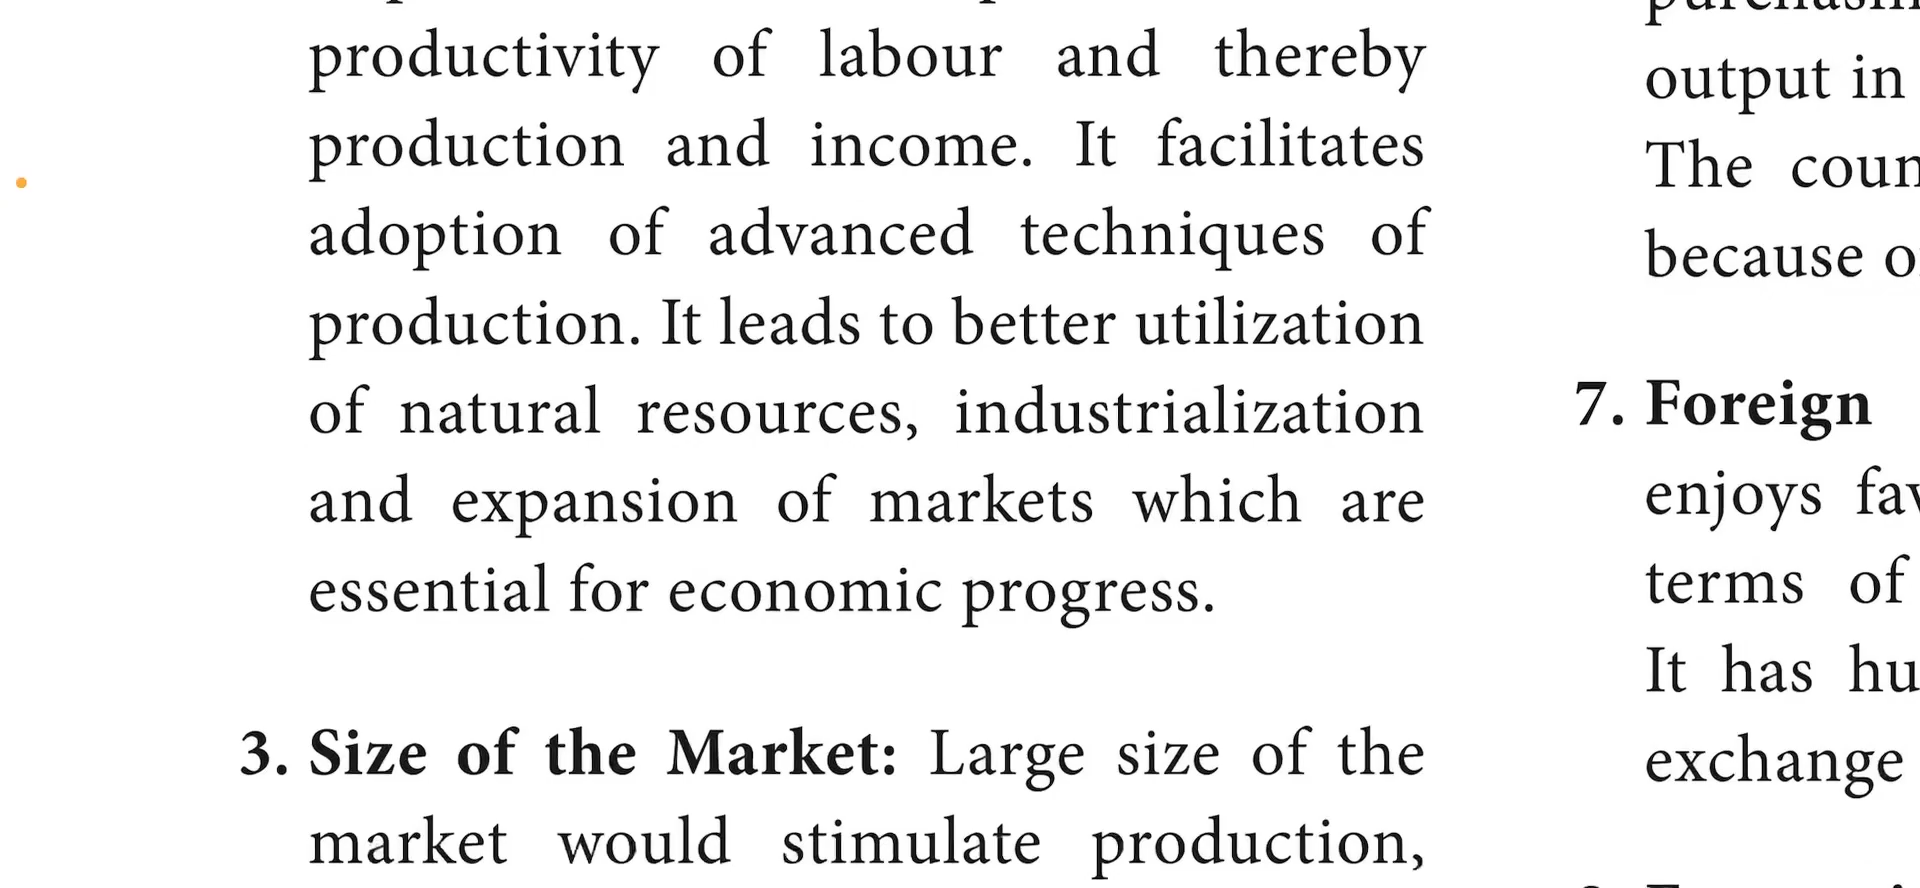 productivity of labour and thereby
production and income. It facilitates
adoption of advanced techniques of
production. It leads to better utilization
of natural resources, industrialization
and expansion of markets which are
essential for economic progress.
3. Size of the Market: Large size of the
market would stimulate production,
output in
The
because
7. Foreign
enjoys
terms of
It has
exchange